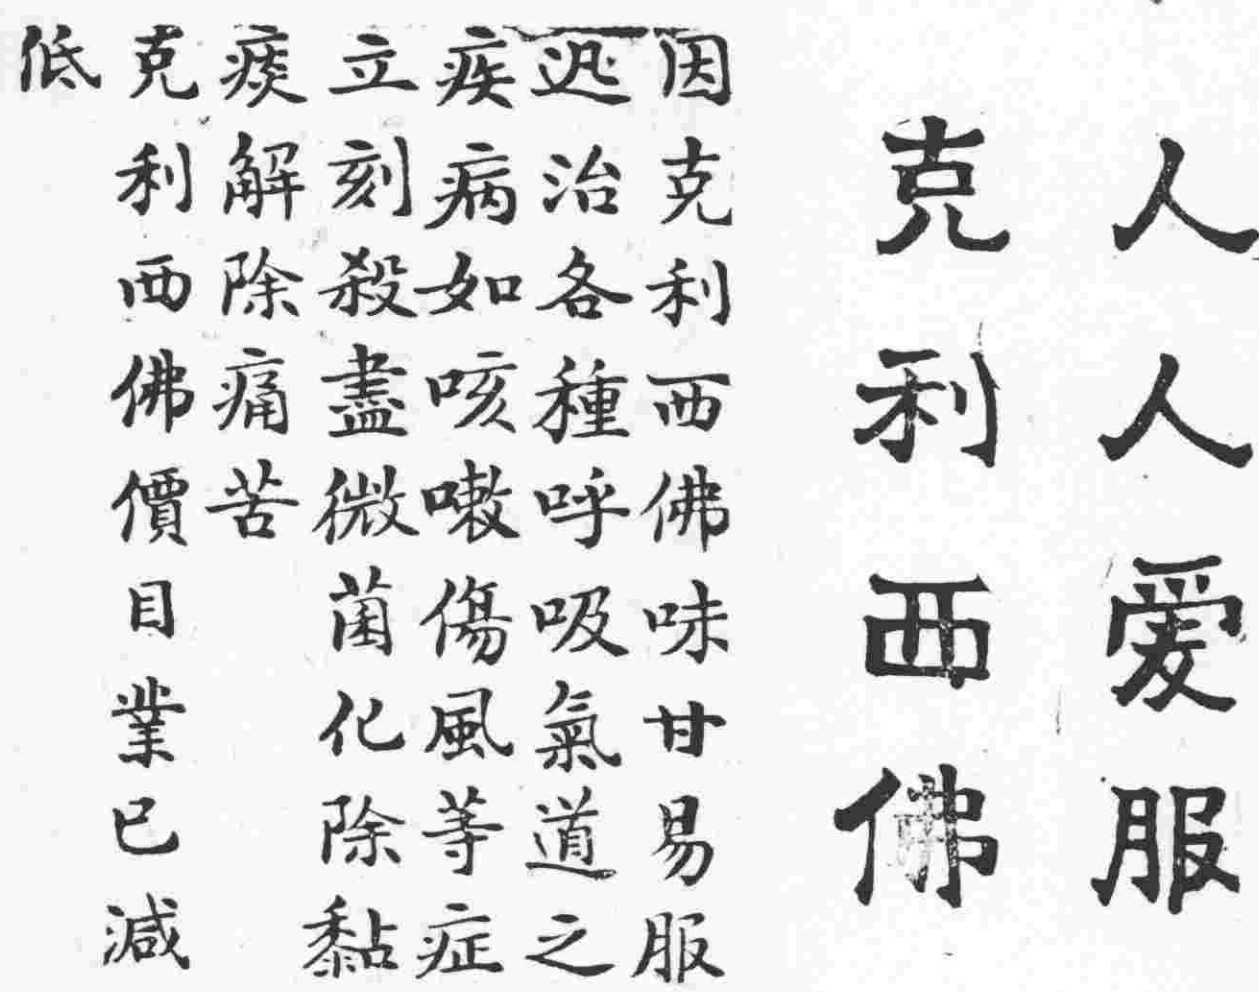 人人爱服
克利西佛
因克利西佛味甘易服
迅治各種呼吸氣道之
疾病如咳嗽傷風等症
立刻殺盡微菌化除黏
痰解除痛苦
克利西佛價目業已減
低